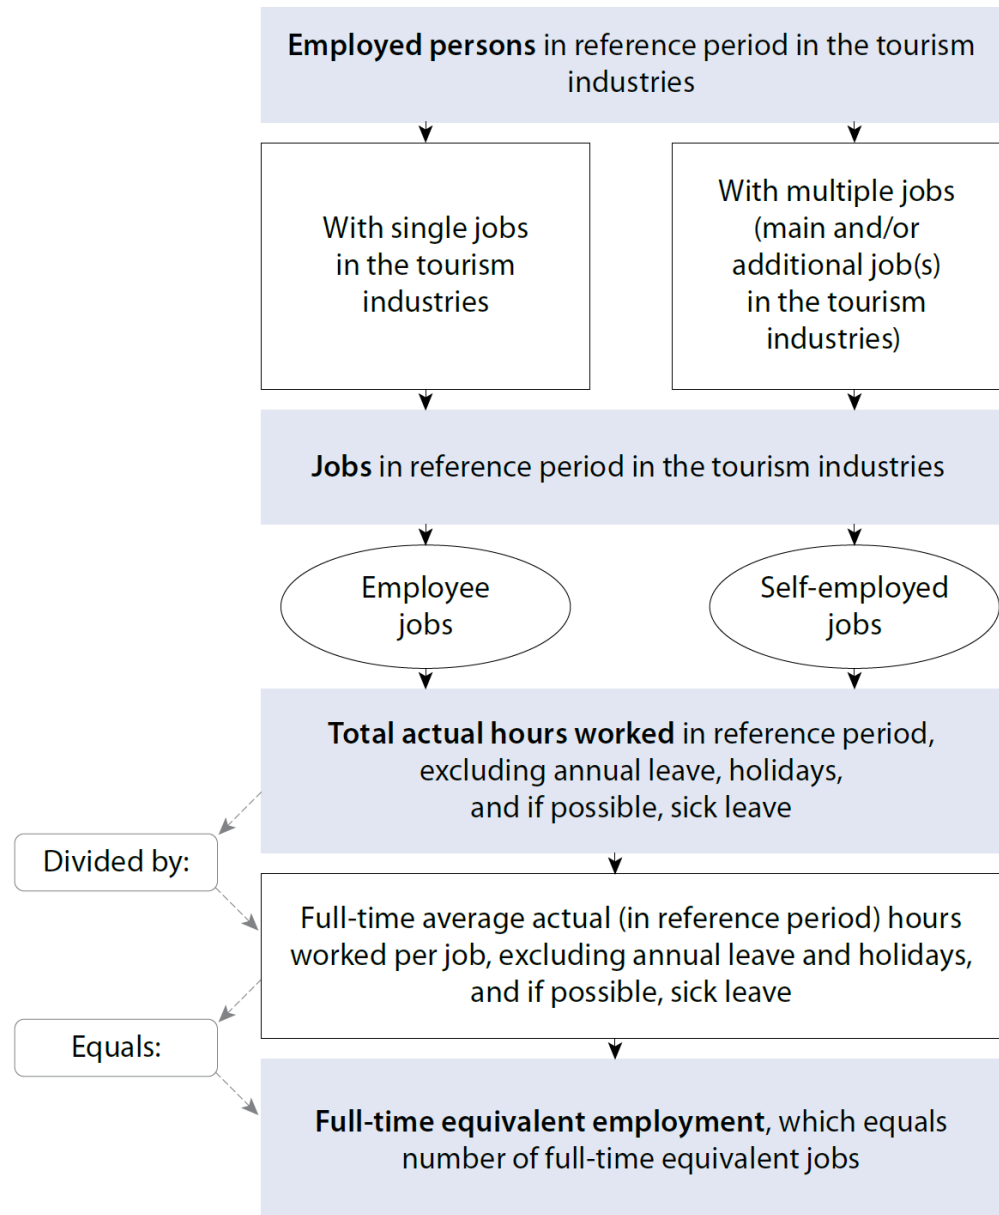 Employed persons in reference period in the tourism
industries
With single jobs
in the tourism
industries
With multiple jobs
(main and/or
additional job(s)
in the tourism
industries)
Jobs in reference period in the tourism industries
Employee
jobs
Self-employed
jobs
Total actual hours worked in reference period,
excluding annual leave, holidays,
and if possible, sick leave
Divided by:
Full-time average actual (in reference period) hours
worked per job, excluding annual leave and holidays,
and if possible, sick leave
Equals:
Full-time equivalent employment, which equals
number of full-time equivalent jobs